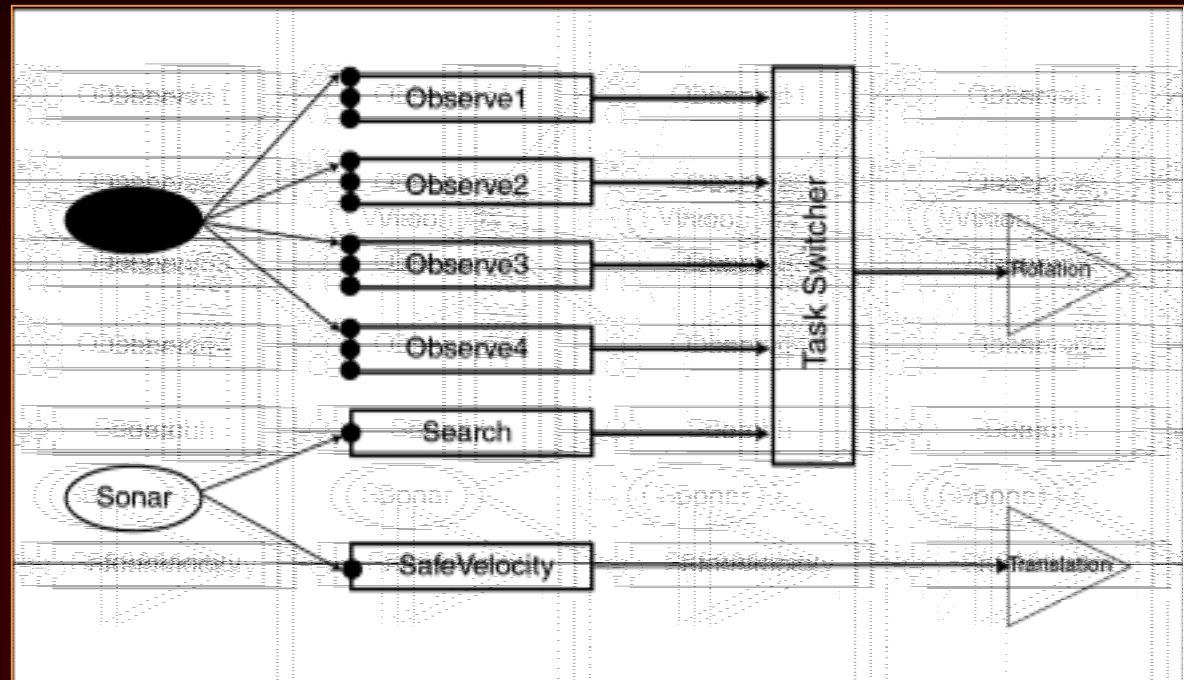 Observe1
Observe2
Observe3
Observe4
Search
Sonar
SafeVelocity
Task Switcher
Rotation
Translation